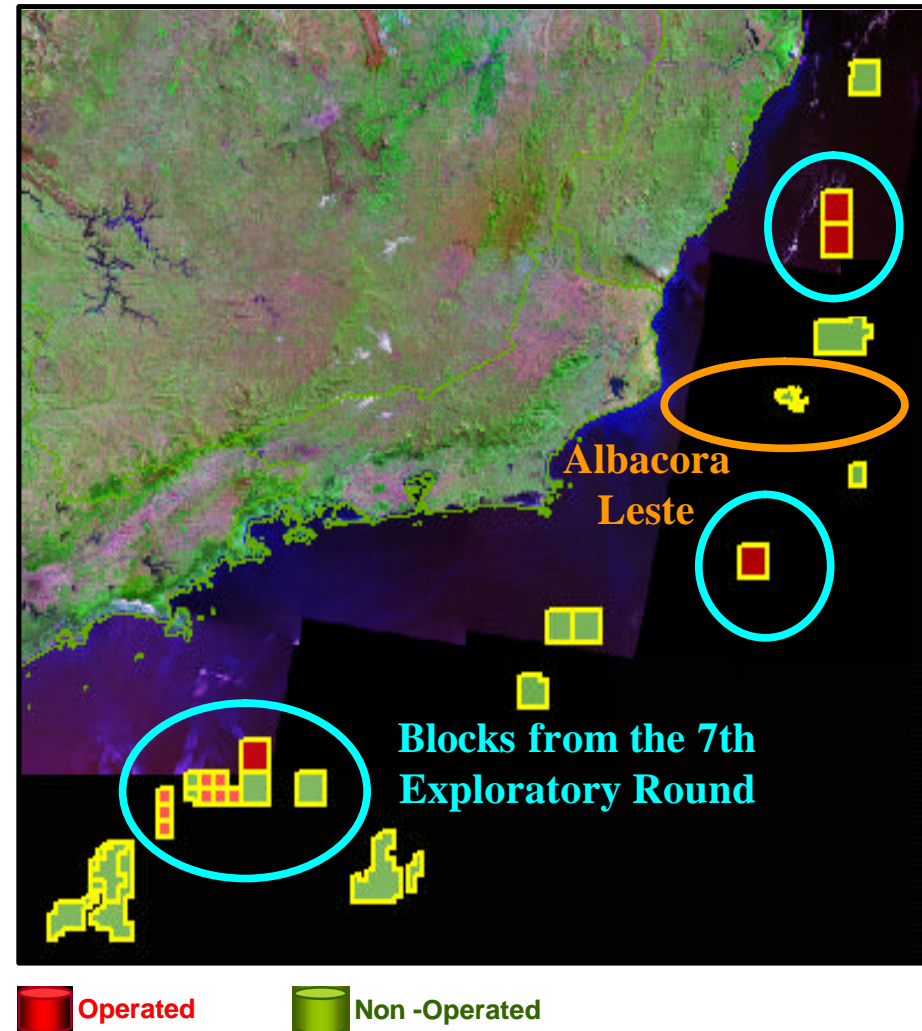 Albacora
Leste
Blocks from the 7th
Exploratory Round
Operated
Non -Operated